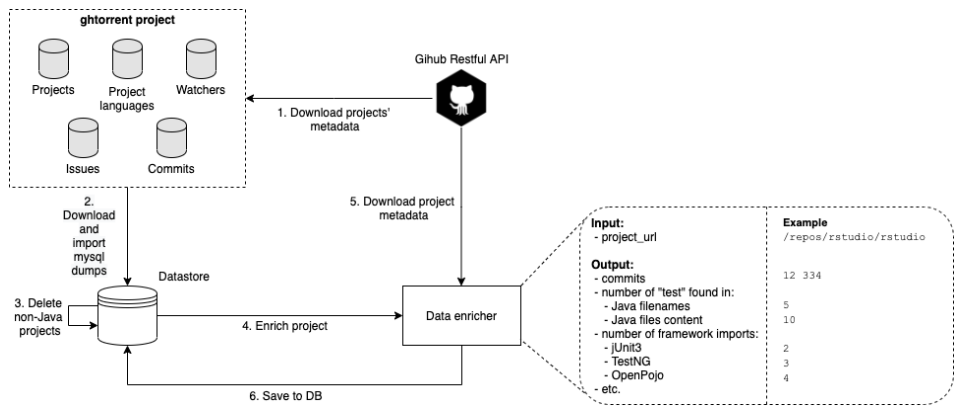 ghtorrent project
Projects
Project
languages
Watchers
Issues
Commits
Gihub Restful API
1. Download projects'
metadata
2.
Download
and
import
mysql
dumps
5. Download project
metadata
Datastore
3. Delete
non-Java
projects
4. Enrich project
Data enricher
6. Save to DB
Input:
- project_url
Example
/repos/rstudio/rstudio
Output:
- commits
12 334
- number of "test" found in:
- Java filenames
5
- Java files content
10
- number of framework imports:
- jUnit3
2
- TestNG
3
- OpenPojo
4
- etc.